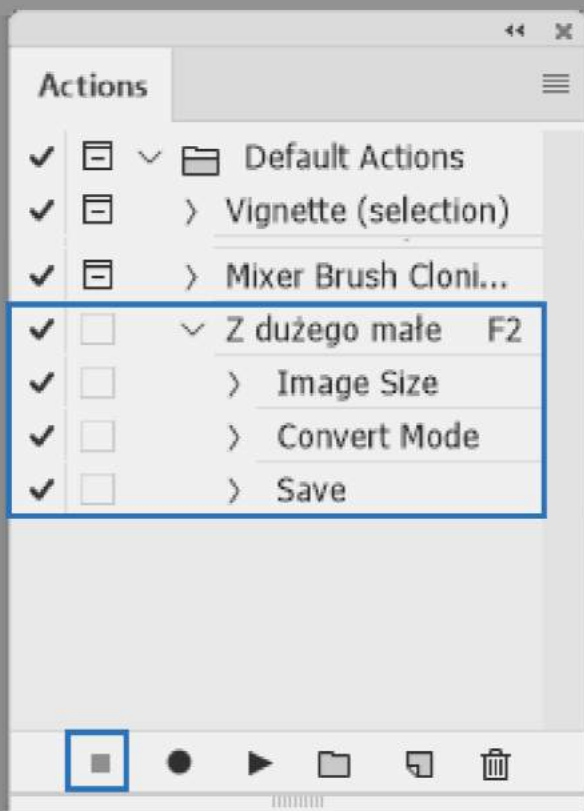 Actions
Default Actions
Vignette (selection)
Mixer Brush Cloni...
Z dużego małe F2
Image Size
Convert Mode
Save